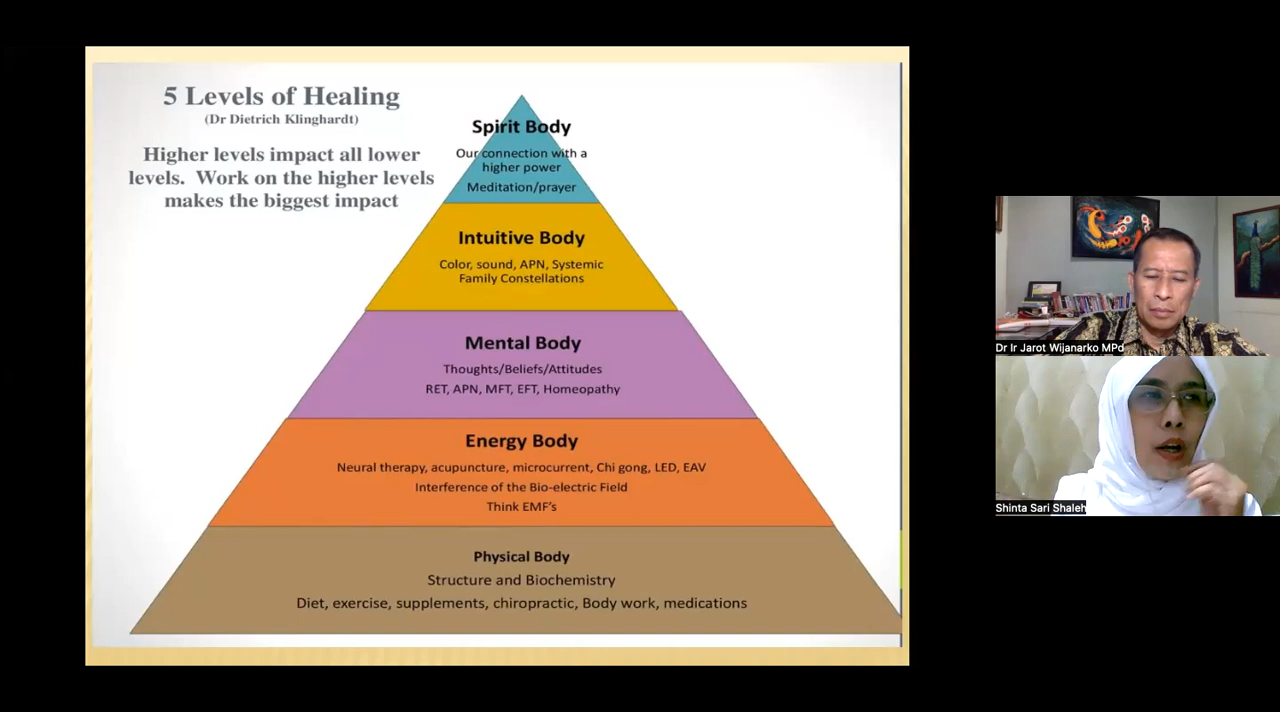 5 Levels of Healing
(Dr Dietrich Klinghardt)
Higher levels impact all lower
levels. Work on the higher levels
makes the biggest impact
Spirit Body
Our connection with a
higher power
Meditation/prayer
Intuitive Body
Color, sound, APN, Systemic
Family Constellations
Mental Body
Thoughts/Beliefs/Attitudes
RET, APN, MFT, EFT, Homeopathy
Energy Body
Neural therapy, acupuncture, microcurrent, Chi gong, LED, EAV
Interference of the Bio-electric Field
Think EMF's
Physical Body
Structure and Biochemistry
Diet, exercise, supplements, chiropractic, Body work, medications
Dr Ir Jarot Wijanarko MPd
Shinta Sari Shaleh